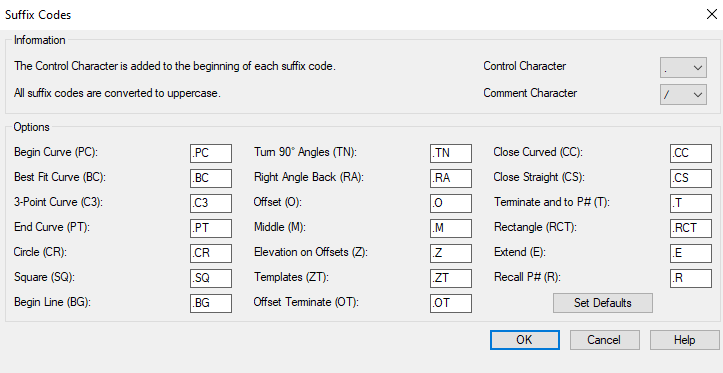 Suffix Codes
Information
The Control Character is added to the beginning of each suffix code.
Control Character
.
All suffix codes are converted to uppercase.
Comment Character
/
Options
Begin Curve (PC): .PC Turn 90° Angles (TN): .TN Close Curved (CC): .CC
Best Fit Curve (BC): .BC Right Angle Back (RA): .RA Close Straight (CS): .CS
3-Point Curve (C3): .C3 Offset (O): .O Terminate and to P# (T): .T
End Curve (PT): .PT Middle (M): .M Rectangle (RCT): .RCT
Circle (CR): .CR Elevation on Offsets (Z): .Z Extend (E): .E
Square (SQ): .SQ Templates (ZT): .ZT Recall P# (R): .R
Begin Line (BG): .BG Offset Terminate (OT): .OT Set Defaults
OK Cancel Help